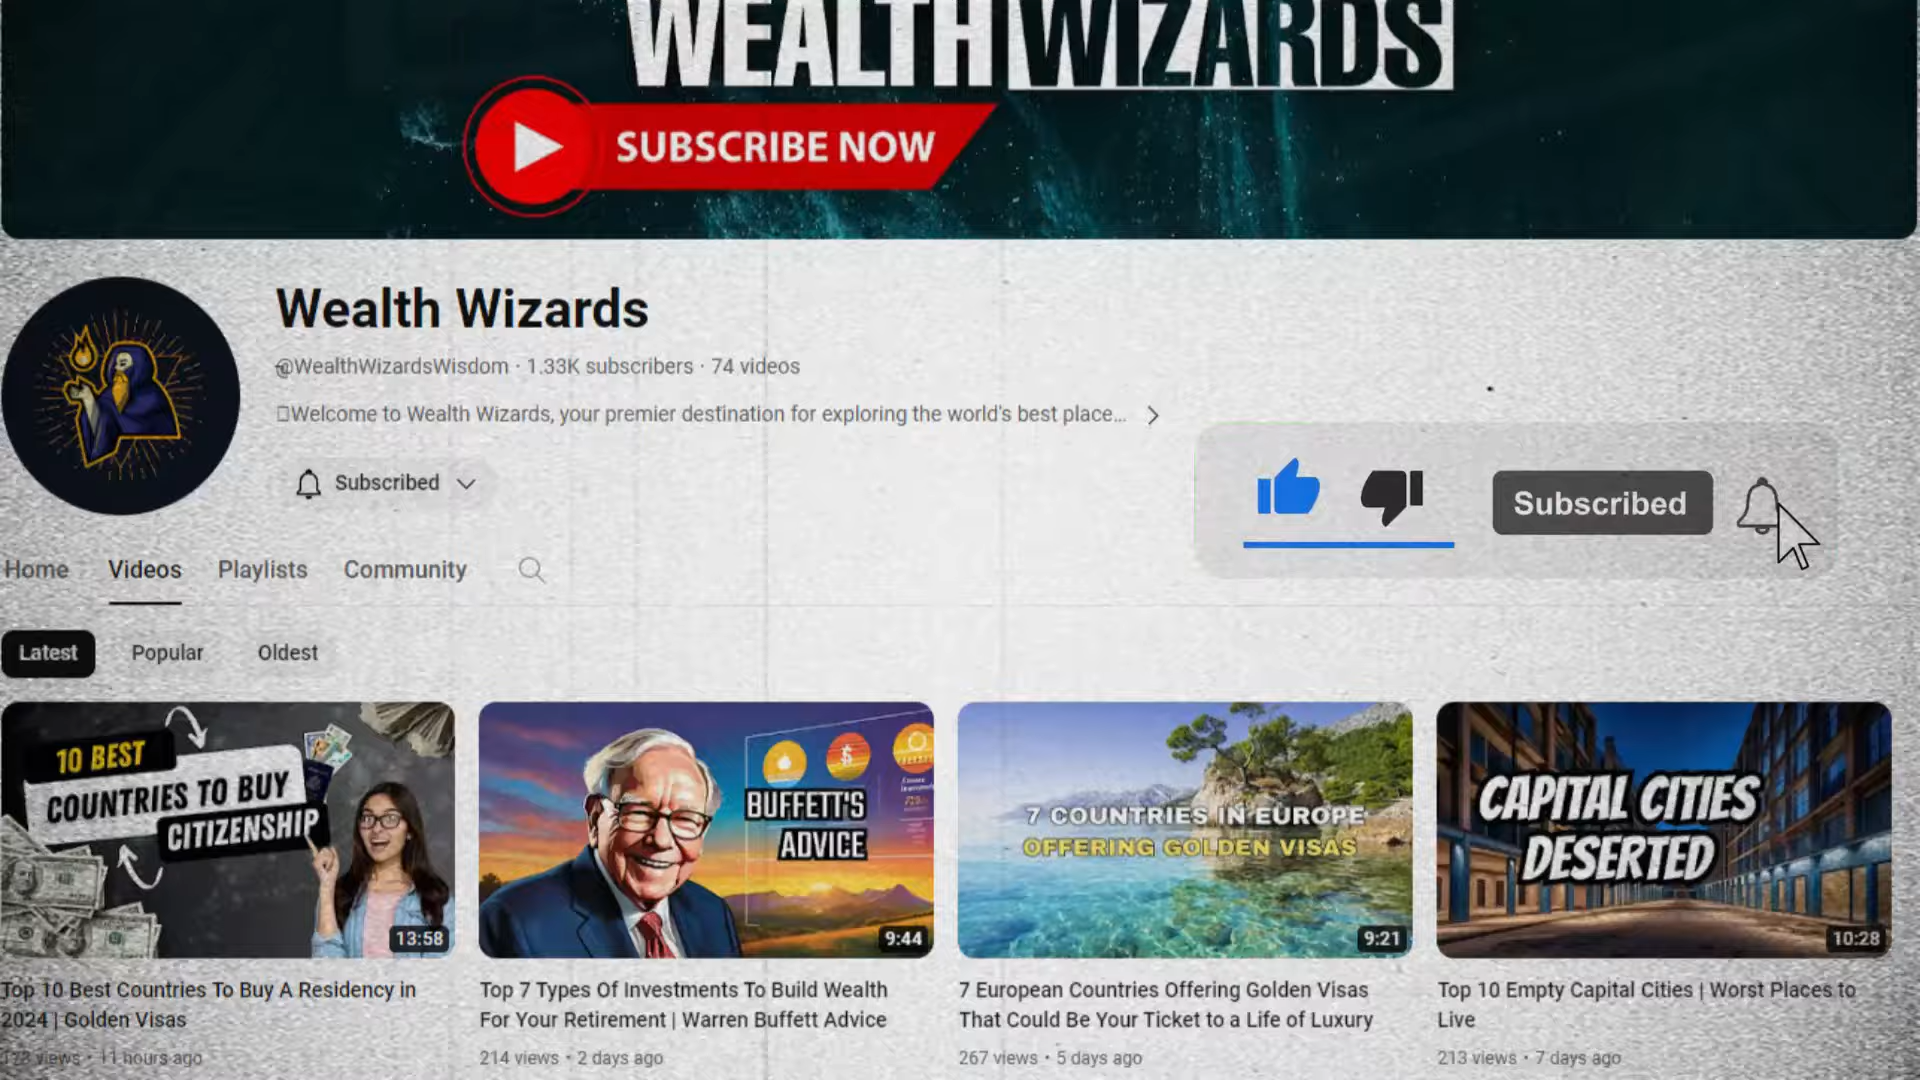 WEALTH WIZARDS
SUBSCRIBE NOW
Wealth Wizards
@WealthWizardsWisdom · 1.33K subscribers · 74 videos
Welcome to Wealth Wizards, your premier destination for exploring the world's best place...
Subscribed
Subscribed
Home Videos Playlists Community
Latest Popular Oldest
10 BEST
COUNTRIES TO BUY
CITIZENSHIP
13:58
BUFFETT'S
ADVICE
9:44
7 COUNTRIES IN EUROPE
OFFERING GOLDEN VISAS
9:21
CAPITAL CITIES
DESERTED
10:28
Top 10 Best Countries To Buy A Residency in
2024 | Golden Visas
views · 11 hours ago
Top 7 Types Of Investments To Build Wealth
For Your Retirement | Warren Buffett Advice
214 views · 2 days ago
7 European Countries Offering Golden Visas
That Could Be Your Ticket to a Life of Luxury
267 views · 5 days ago
Top 10 Empty Capital Cities | Worst Places to
Live
213 views · 7 days ago